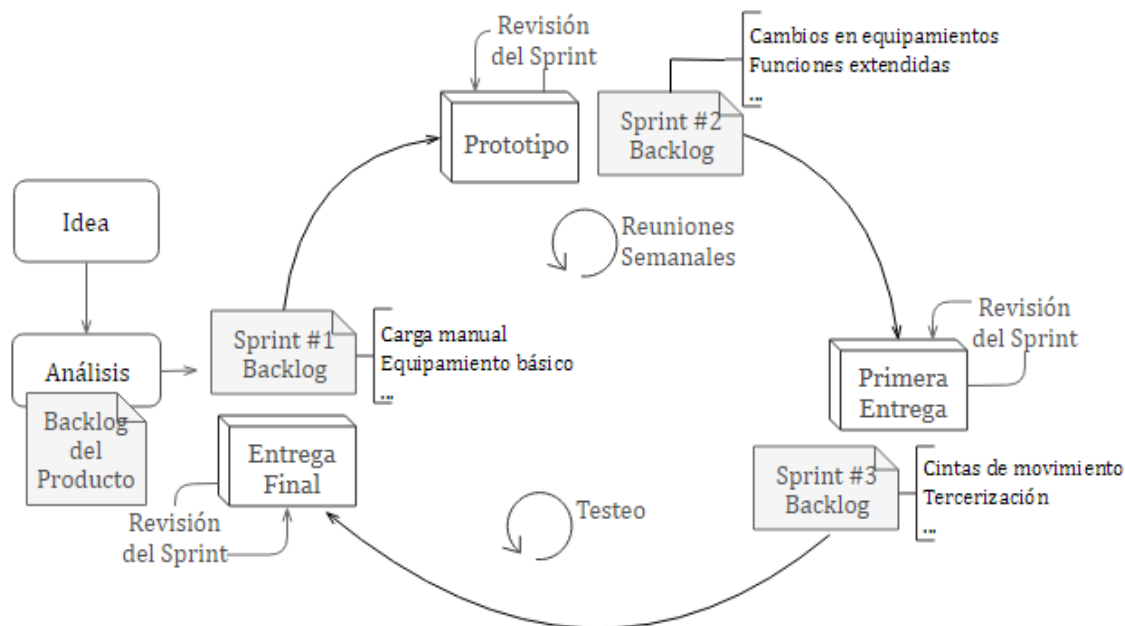 Revisión
del Sprint
Cambios en equipamientos
Funciones extendidas
...
Prototipo
Sprint #2
Backlog
Idea
Reuniones
Semanales
Análisis
Backlog
del
Producto
Sprint #1
Backlog
Carga manual
Equipamiento básico
...
Revisión
del Sprint
Primera
Entrega
Entrega
Final
Revisión
del Sprint
Testeo
Sprint #3
Backlog
Cintas de movimiento
Tercerización
...